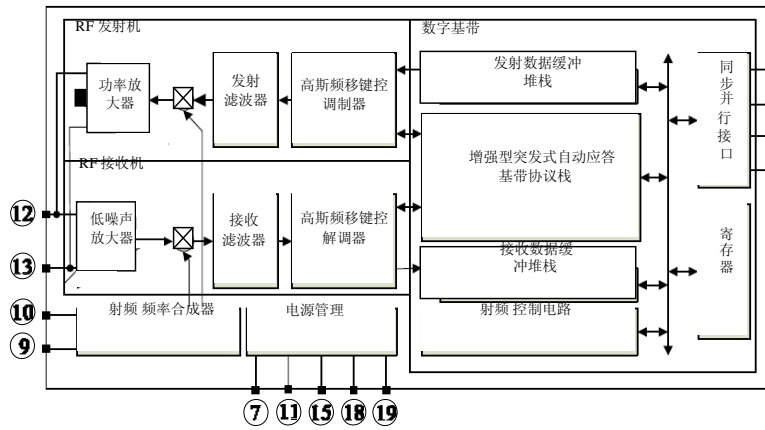 RF 发射机
数字基带
功率放
大器
发射
滤波器
高斯频移键控
调制器
发射数据缓冲
堆栈
同
步
并
行
接
口
RF 接收机
增强型突发式自动应答
基带协议栈
⑫
低噪声
放大器
接收
滤波器
高斯频移键控
解调器
接收数据缓
冲堆栈
寄
存
器
⑬
⑩
射频 频率合成器
电源管理
射频 控制电路
⑨
⑦ ⑪ ⑮ ⑱ ⑲